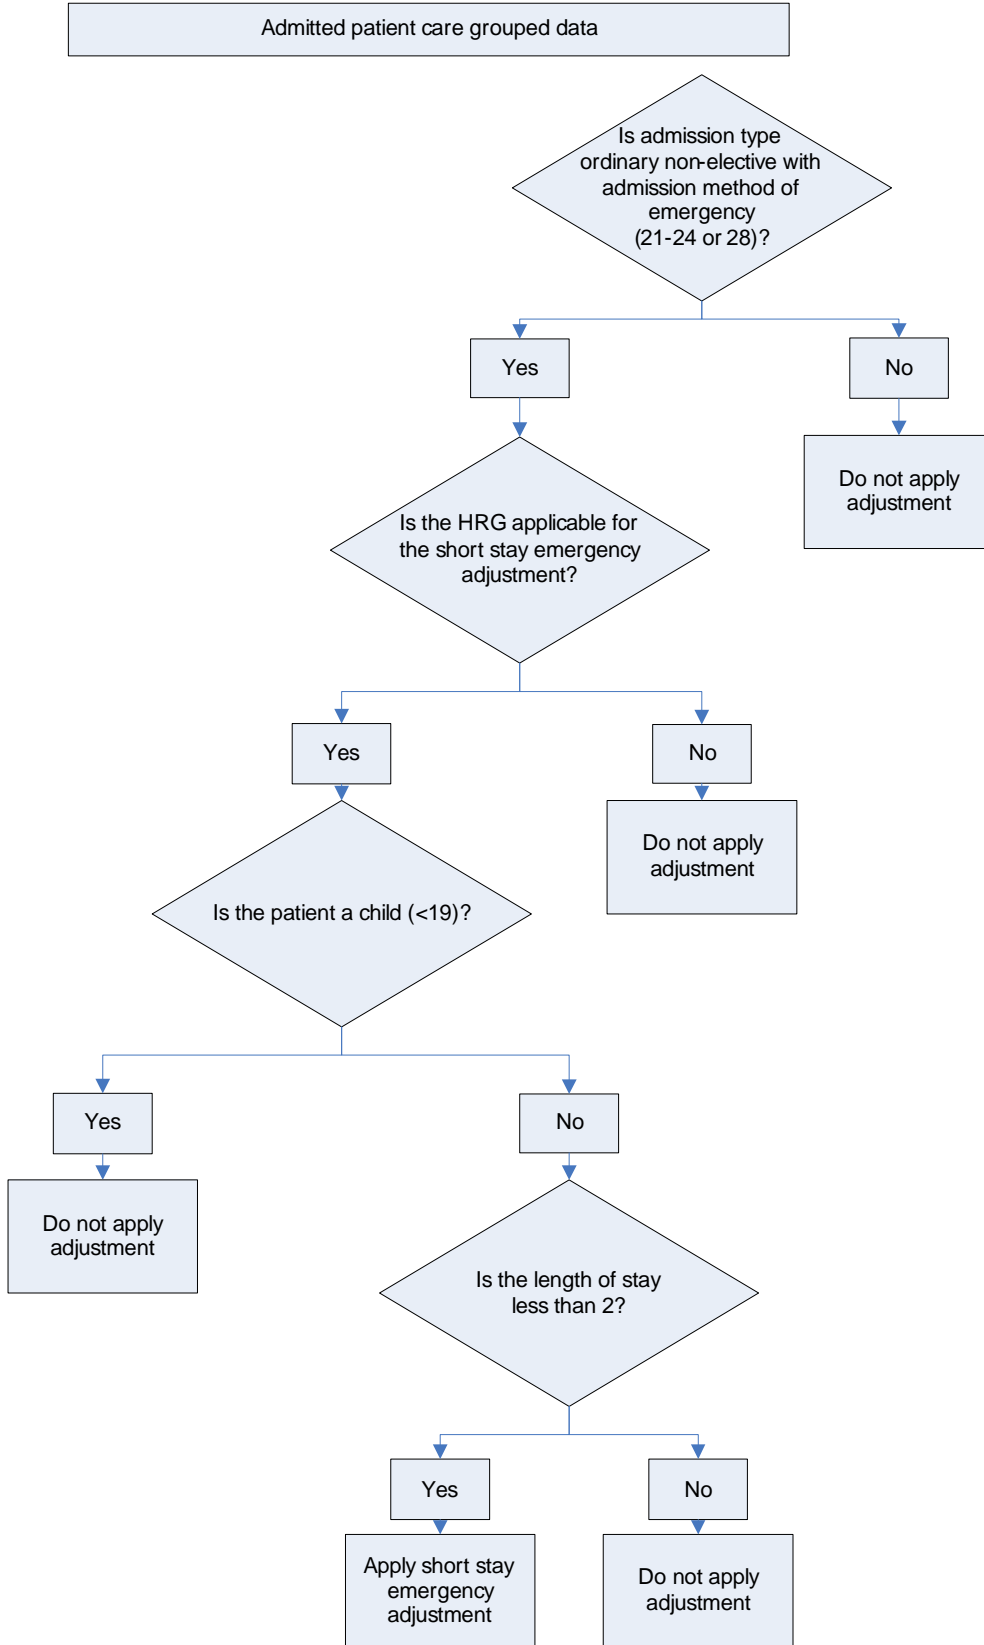 Admitted patient care grouped data
Is admission type
ordinary non-elective with
admission method of
emergency
(21-24 or 28)?
Yes
No
Do not apply
adjustment
Is the HRG applicable for
the short stay emergency
adjustment?
Yes
No
Do not apply
adjustment
Is the patient a child (<19)?
Yes
No
Do not apply
adjustment
Is the length of stay
less than 2?
Yes
No
Apply short stay
emergency
adjustment
Do not apply
adjustment